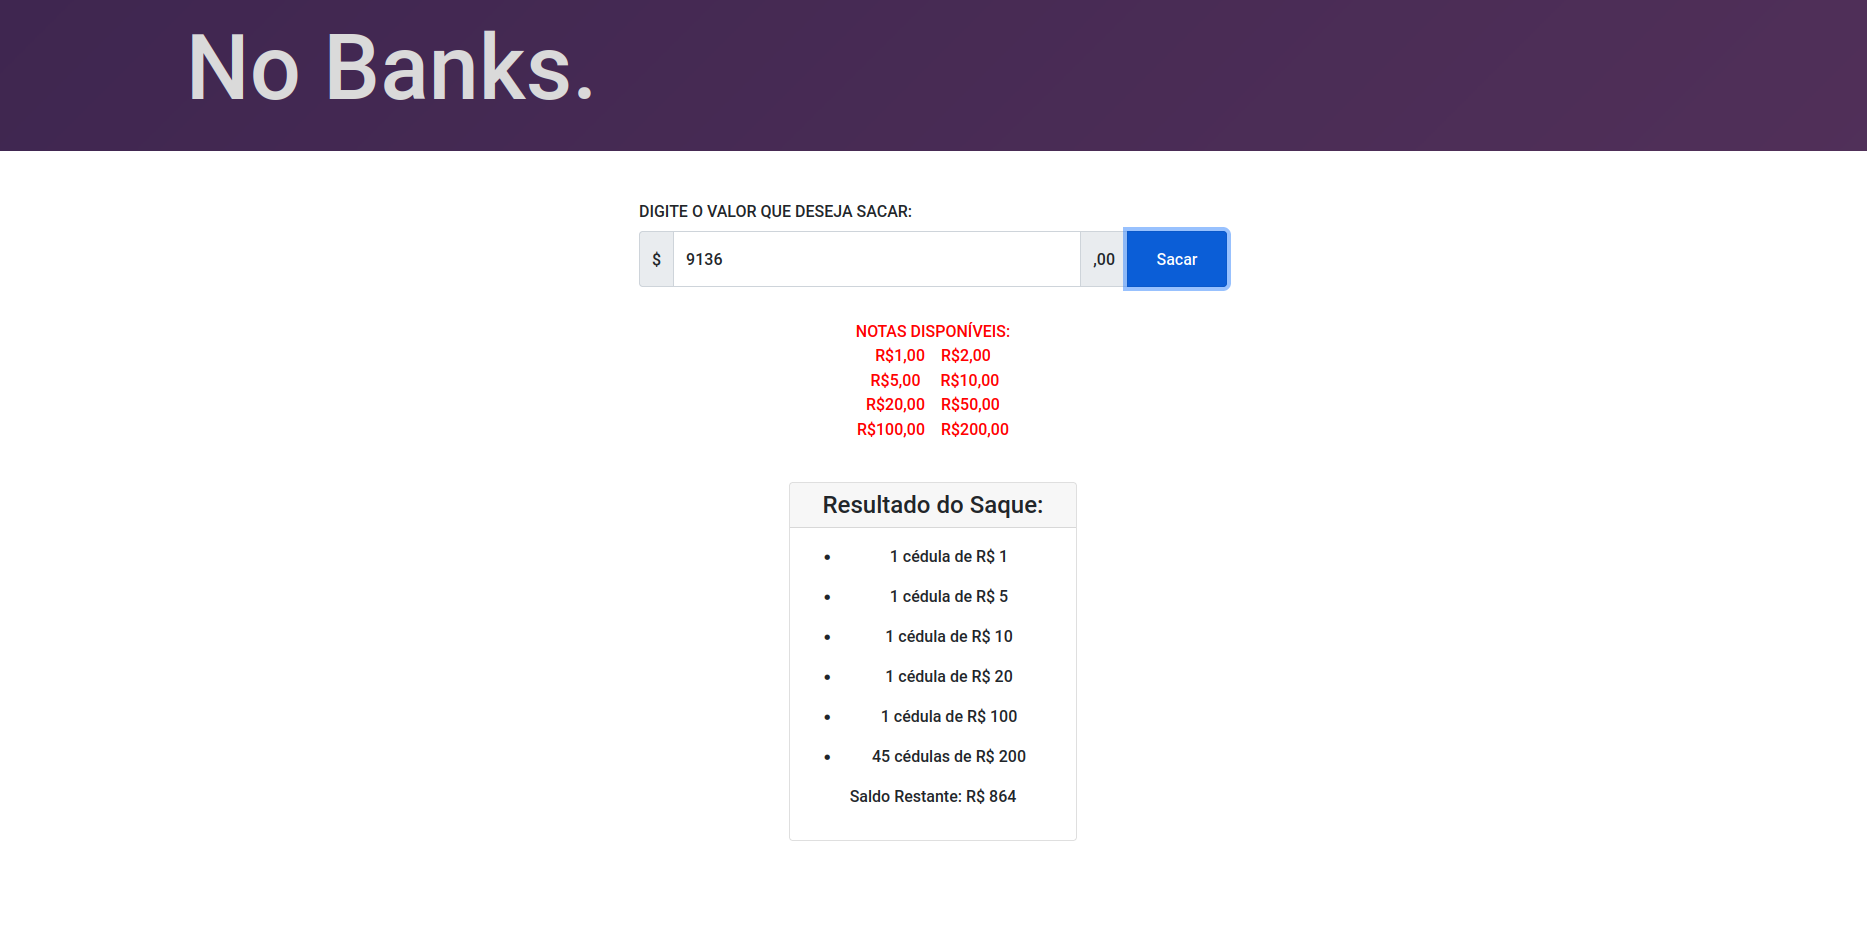 No Banks.
DIGITE O VALOR QUE DESEJA SACAR:
$ 9136 ,00 Sacar
NOTAS DISPONÍVEIS:
R$1,00 R$2,00
R$5,00 R$10,00
R$20,00 R$50,00
R$100,00 R$200,00
Resultado do Saque:
• 1 cédula de R$ 1
• 1 cédula de R$ 5
• 1 cédula de R$ 10
• 1 cédula de R$ 20
• 1 cédula de R$ 100
• 45 cédulas de R$ 200
Saldo Restante: R$ 864